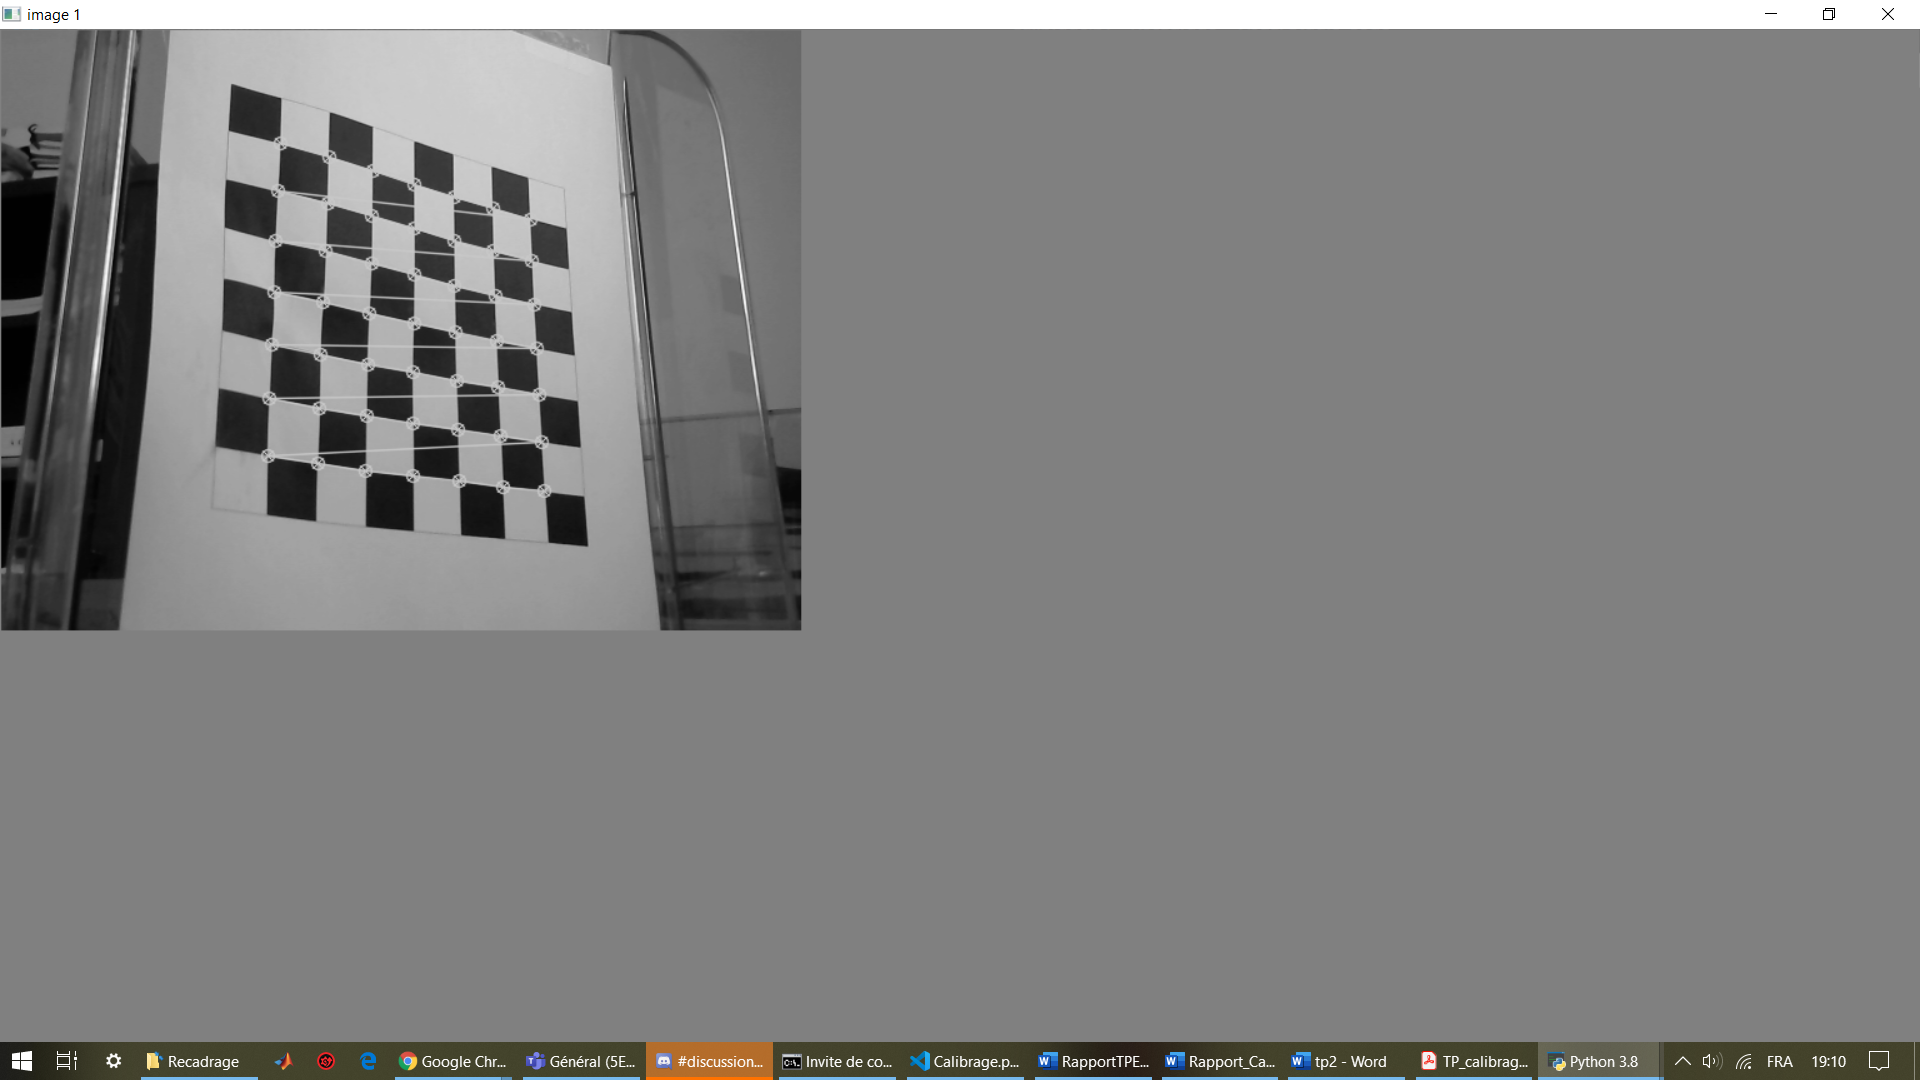 image 1
Recadrage
Google Chr...
Général (5E...
#discussion...
Invite de co...
Calibrage.p...
RapportTPE...
Rapport_Ca...
tp2 - Word
TP_calibrag...
Python 3.8
FRA
19:10